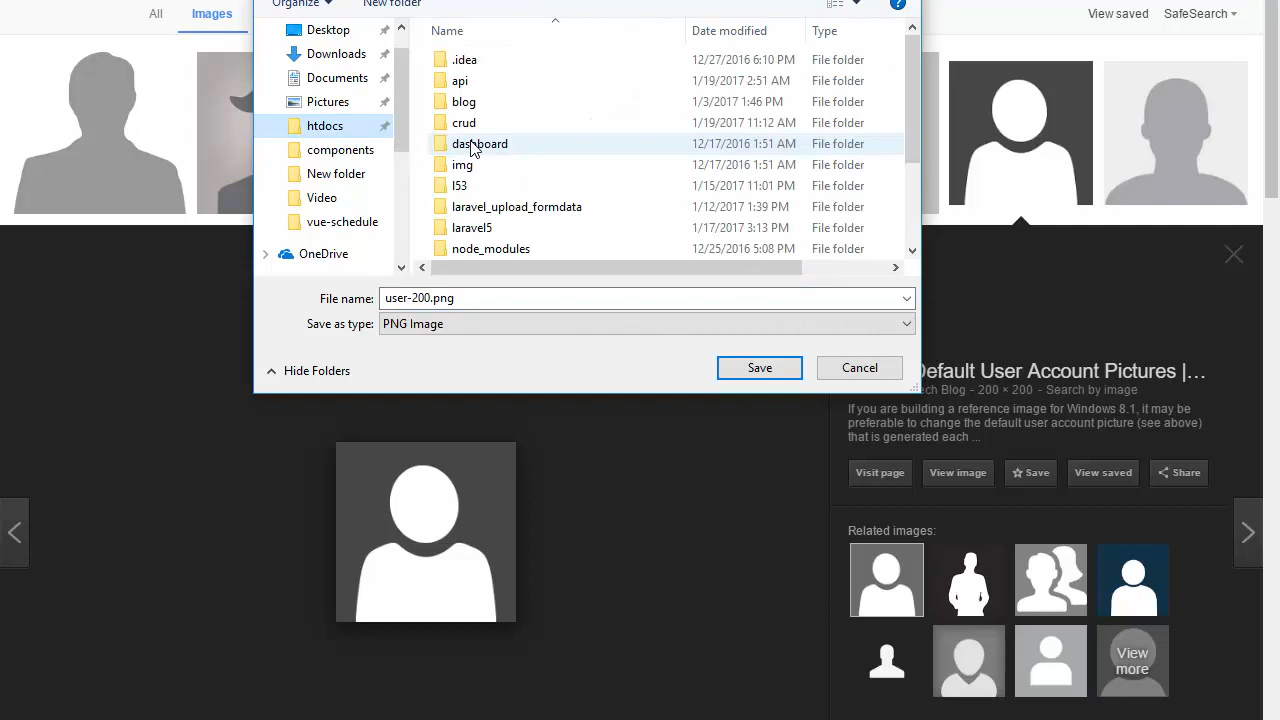 All
Images
View saved
SafeSearch
Organize
New folder
?
Desktop
Downloads
Documents
Pictures
htdocs
components
New folder
Video
vue-schedule
OneDrive
Name Date modified Type
.idea 12/27/2016 6:10 PM File folder
api 1/19/2017 2:51 AM File folder
blog 1/3/2017 1:46 PM File folder
crud 1/19/2017 11:12 AM File folder
dashboard 12/17/2016 1:51 AM File folder
img 12/17/2016 1:51 AM File folder
l53 1/15/2017 11:01 PM File folder
laravel_upload_formdata 1/12/2017 1:39 PM File folder
laravel5 1/17/2017 3:13 PM File folder
node_modules 12/25/2016 5:08 PM File folder
File name: user-200.png
Save as type: PNG Image
Hide Folders
Save
Cancel
Default User Account Pictures |...
ech Blog - 200 × 200 - Search by image
If you are building a reference image for Windows 8.1, it may be
preferable to change the default user account picture (see above)
that is generated each ...
Visit page
View image
Save
View saved
Share
Related images:
View
more